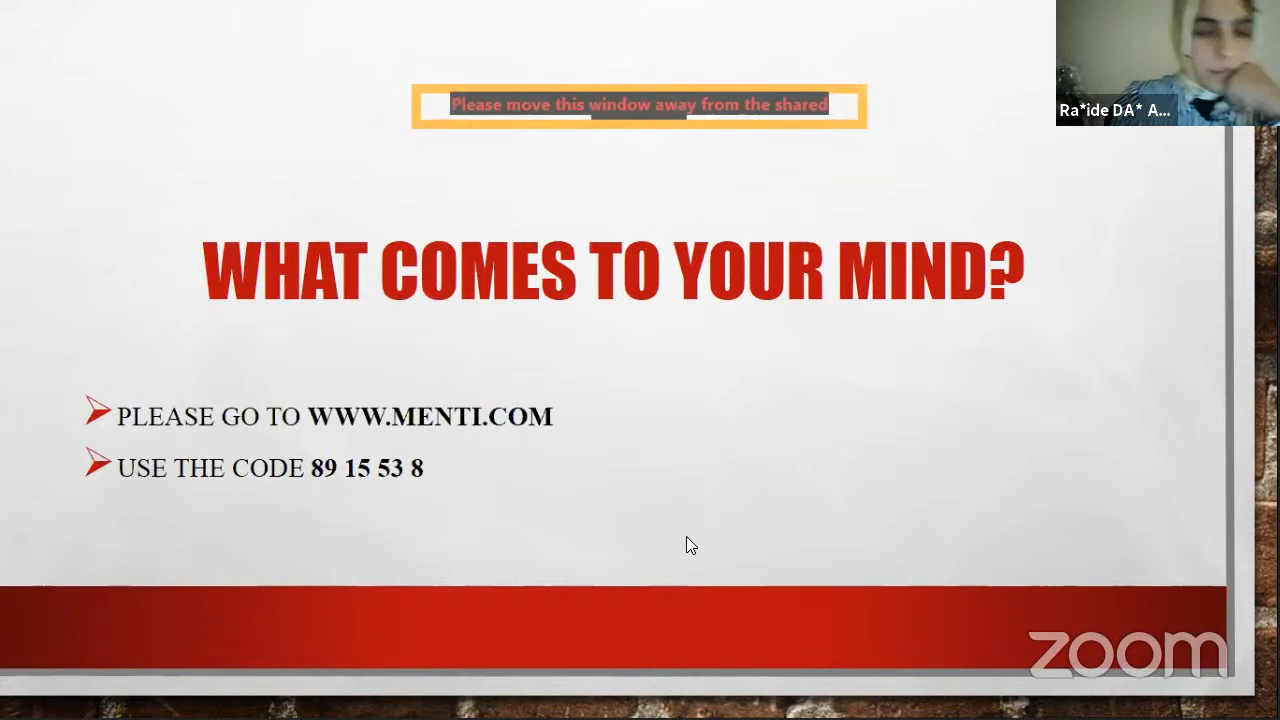 Please move this window away from the shared
Ra*ide DA* A...
WHAT COMES TO YOUR MIND?
PLEASE GO TO WWW.MENTI.COM
USE THE CODE 89 15 53 8
zoom